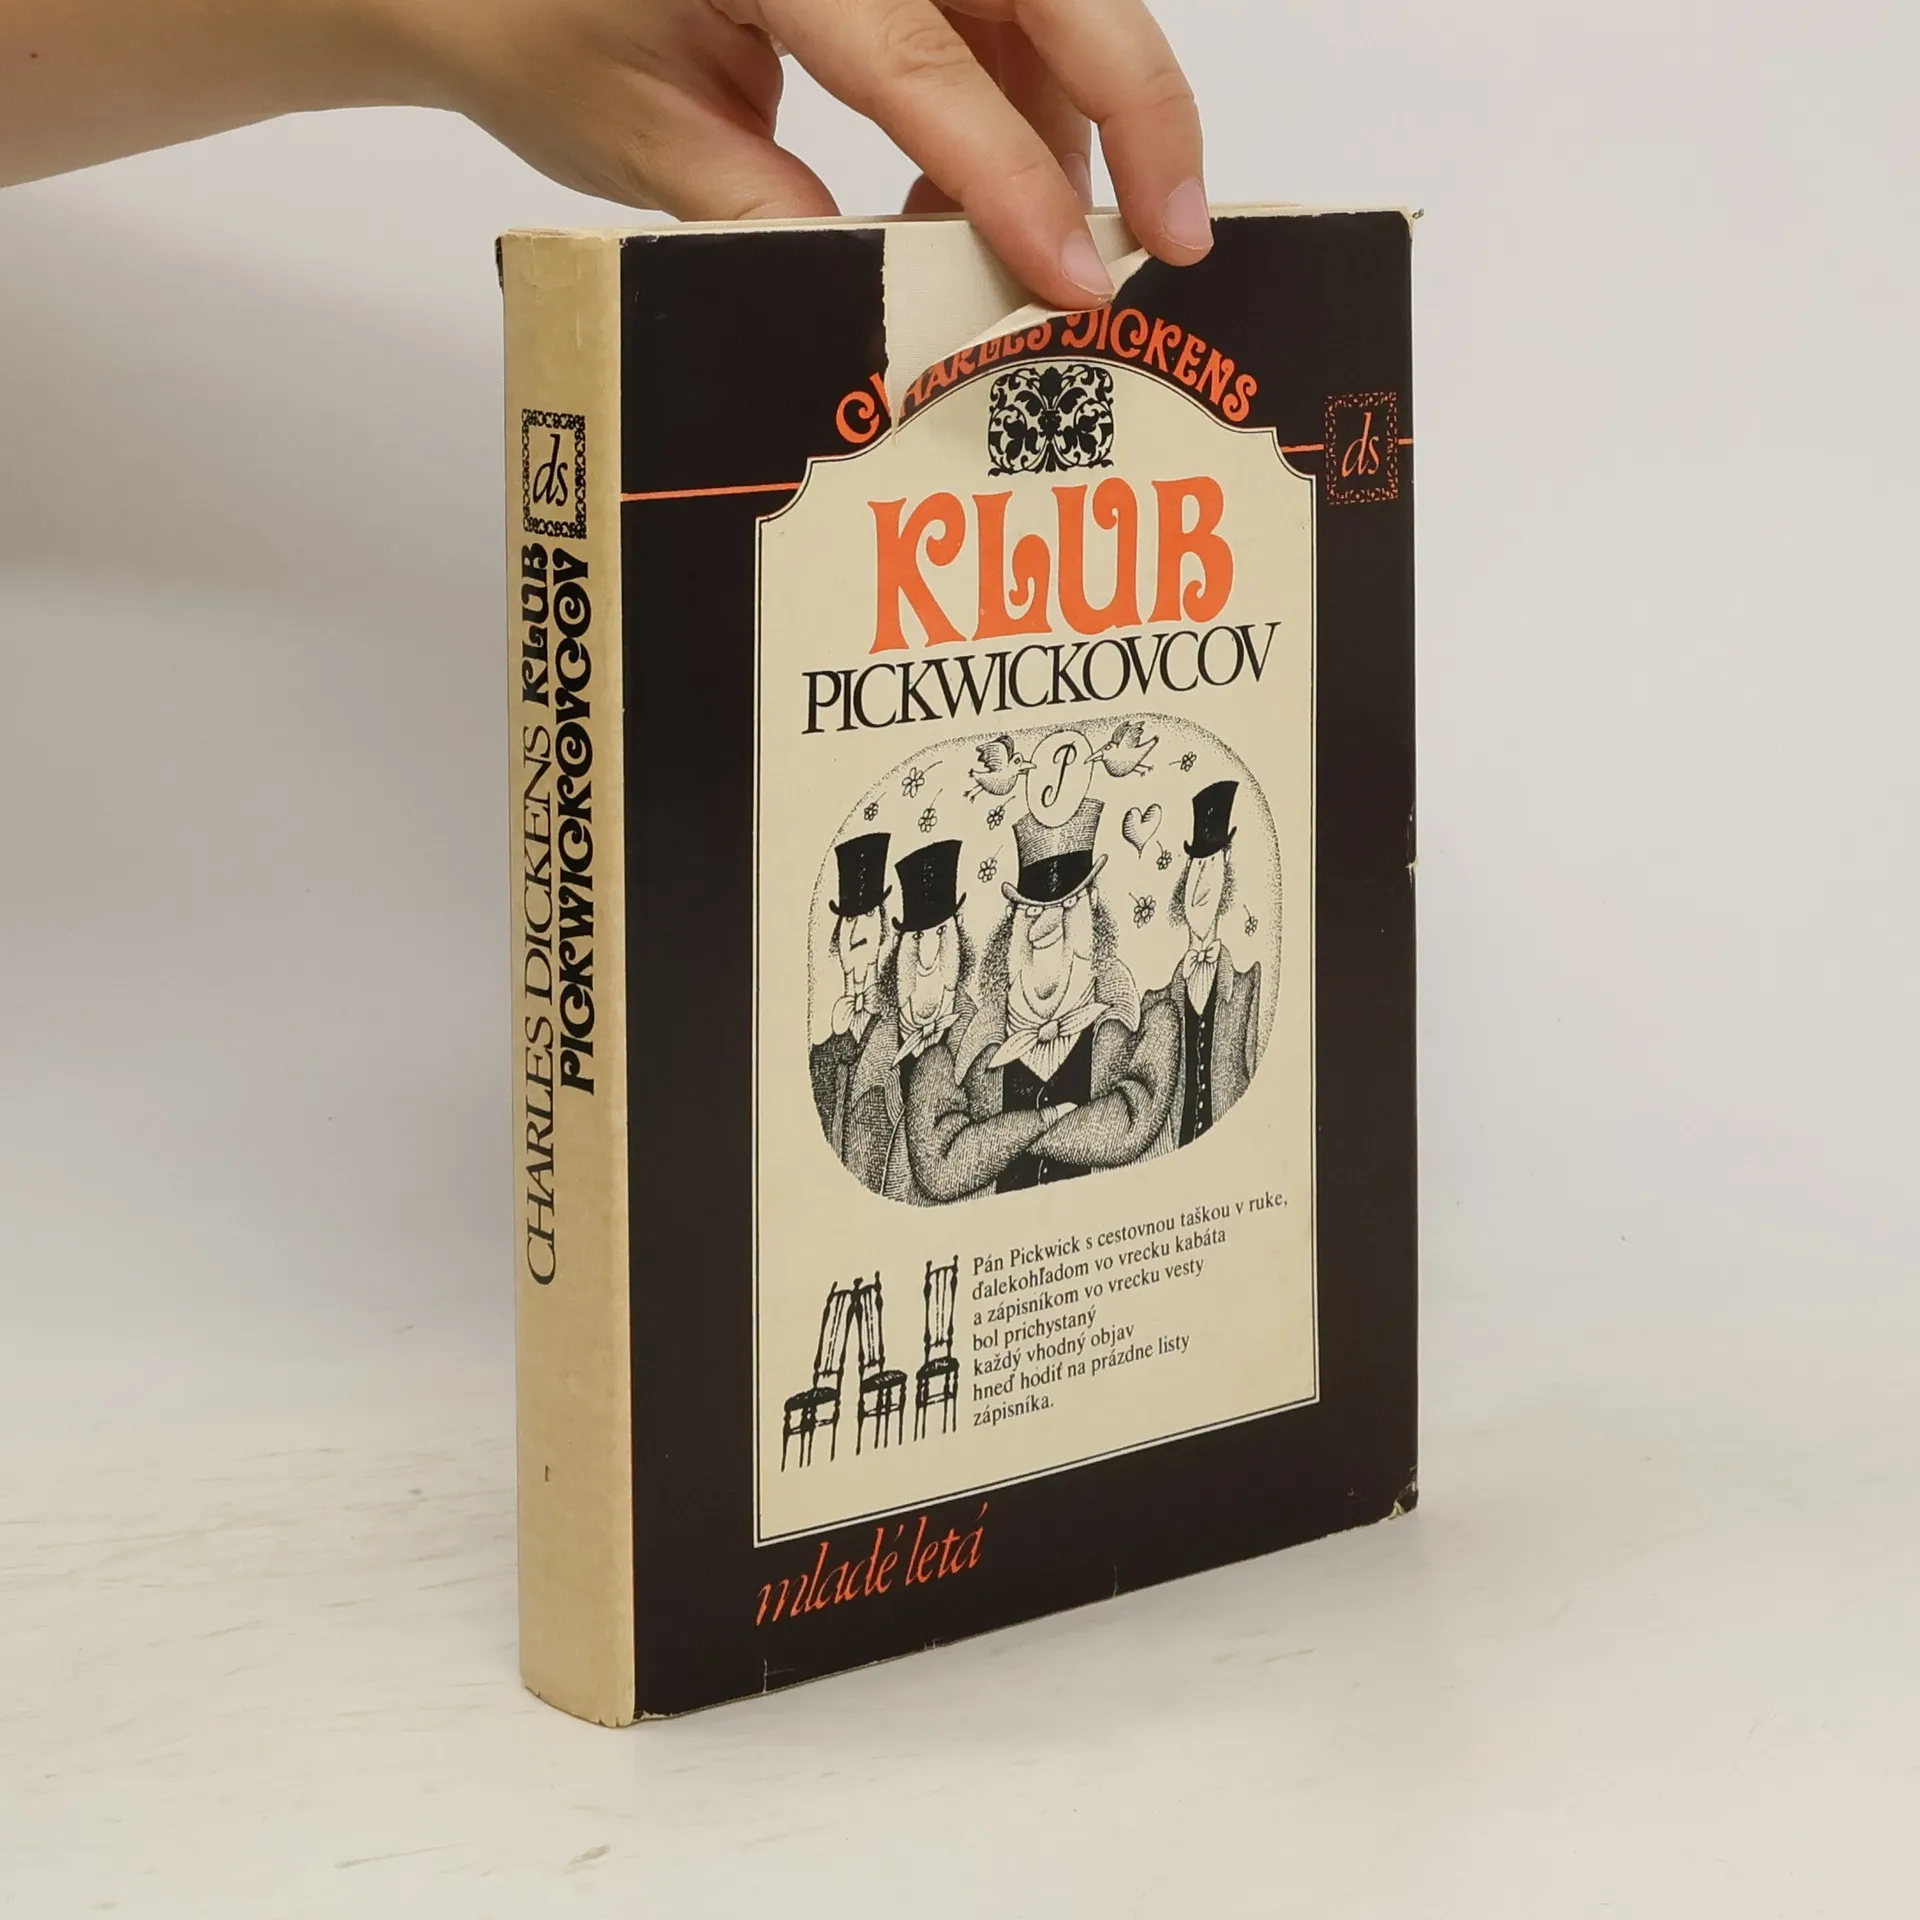 CHARLES DICKENS
ds
KLUB
PICKWICKOVCOV
P
Pán Pickwick s cestovnou taškou v ruke,
ďalekohľadom vo vrecku kabáta
a zápisníkom vo vrecku vesty
bol prichystaný
každý vhodný objav
hneď hodiť na prázdne listy
zápisníka.
mladé letá
ds
CHARLES DICKENS KLUB
PICKWICKOVCOV